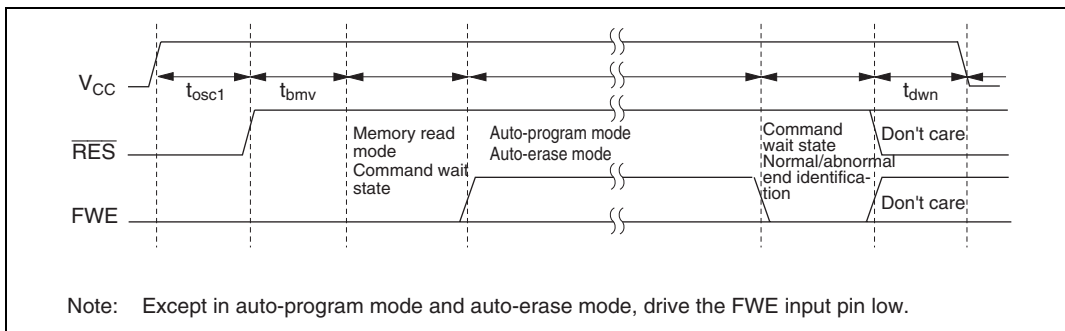 VCC
tosc1
tbmv
tdwn
RES
Memory read
mode
Command wait
state
Auto-program mode
Auto-erase mode
Command
wait state
Normal/abnormal
end identifica-
tion
Don't care
FWE
Don't care
Note: Except in auto-program mode and auto-erase mode, drive the FWE input pin low.